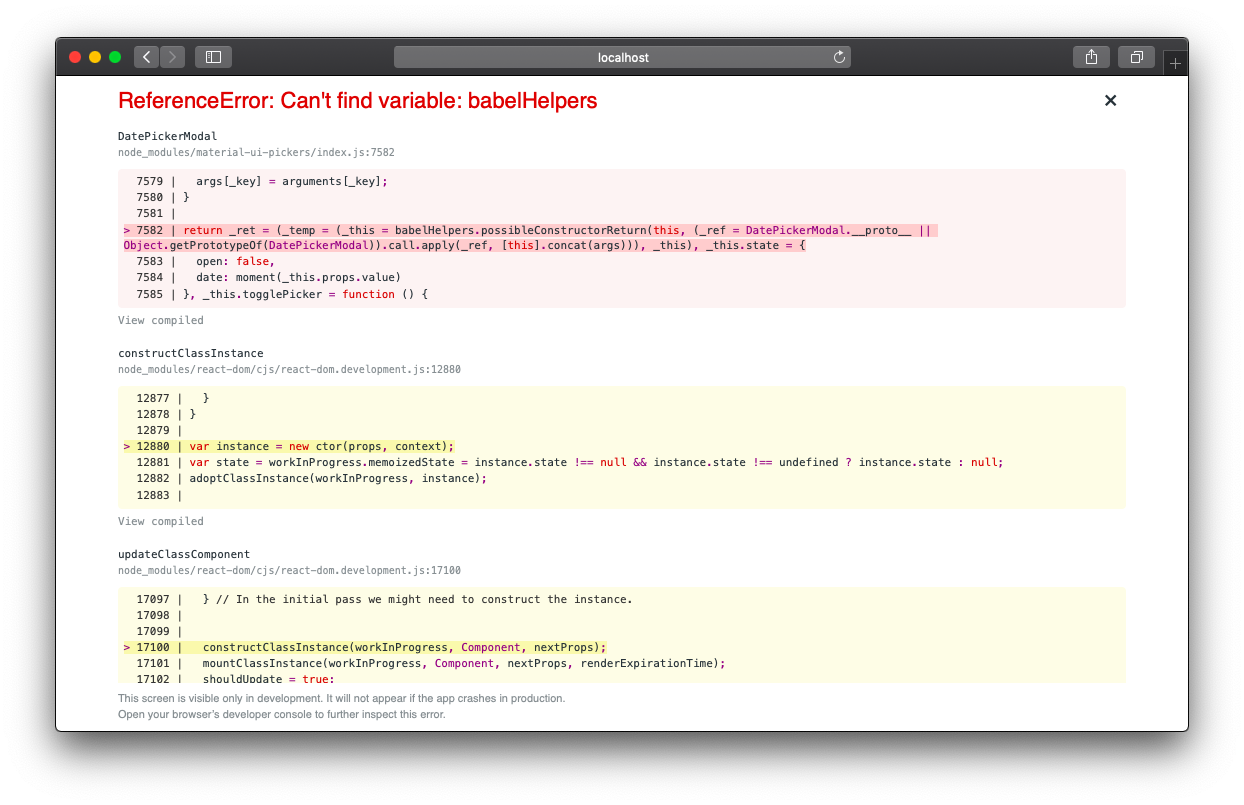 localhost
ReferenceError: Can't find variable: babelHelpers
DatePickerModal
node_modules/material-ui-pickers/index.js:7582
7579 |   args[_key] = arguments[_key];
7580 | }
7581 |
> 7582 | return _ret = (_temp = (_this = babelHelpers.possibleConstructorReturn(this, (_ref = DatePickerModal.__proto__ ||
Object.getPrototypeOf(DatePickerModal)).call.apply(_ref, [this].concat(args))), _this), _this.state = {
7583 |   open: false,
7584 |   date: moment(_this.props.value)
7585 | }, _this.togglePicker = function () {
View compiled
constructClassInstance
node_modules/react-dom/cjs/react-dom.development.js:12880
12877 |   }
12878 | }
12879 |
> 12880 | var instance = new ctor(props, context);
12881 | var state = workInProgress.memoizedState = instance.state !== null && instance.state !== undefined ? instance.state : null;
12882 | adoptClassInstance(workInProgress, instance);
12883 |
View compiled
updateClassComponent
node_modules/react-dom/cjs/react-dom.development.js:17100
17097 |   } // In the initial pass we might need to construct the instance.
17098 |
17099 |
> 17100 |   constructClassInstance(workInProgress, Component, nextProps);
17101 |   mountClassInstance(workInProgress, Component, nextProps, renderExpirationTime);
17102 |   shouldUpdate = true;
This screen is visible only in development. It will not appear if the app crashes in production.
Open your browser's developer console to further inspect this error.